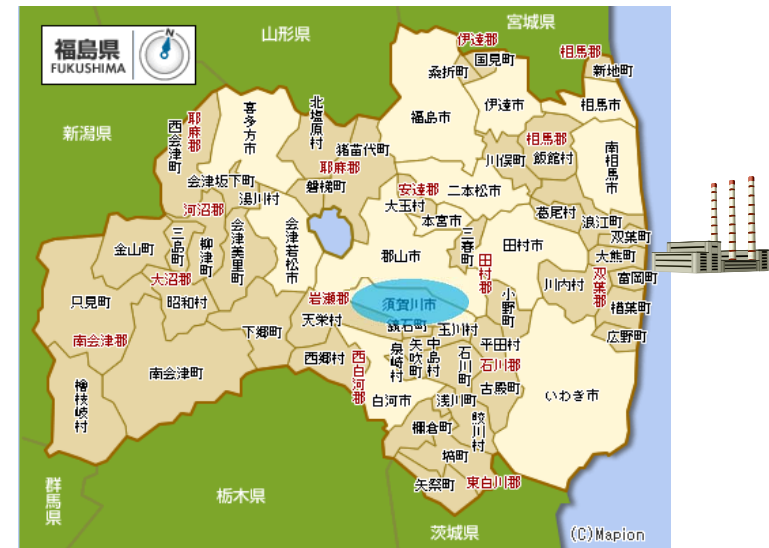 福島県
FUKUSHIMA
山形県
宮城県
新潟県
伊達郡
国見町
桑折町
相馬郡
新地町
福島市
伊達市
相馬市
喜多方市
北塩原村
耶麻郡
西会津町
猪苗代町
耶麻郡
磐梯町
相馬郡
飯館村
川俣町
南相馬市
会津坂下町
湯川村
河沼郡
安達郡
二本松市
大玉村
本宮市
葛尾村
浪江町
双葉町
大熊町
金山町
三島町
柳津町
会津美里町
会津若松市
郡山市
三春町
田村市
田村郡
大沼郡
川内村
双葉郡
富岡町
楢葉町
広野町
只見町
昭和村
岩瀬郡
須賀川市
天栄村
鏡石町
玉川村
小野町
平田村
南会津郡
下郷町
西郷村
西白河郡
泉崎村
矢吹町
中島村
石川町
石川郡
古殿町
いわき市
南会津町
檜枝岐村
白河市
浅川町
鮫川村
棚倉町
塙町
矢祭町
東白川郡
群馬県
栃木県
茨城県
(C)Mapion